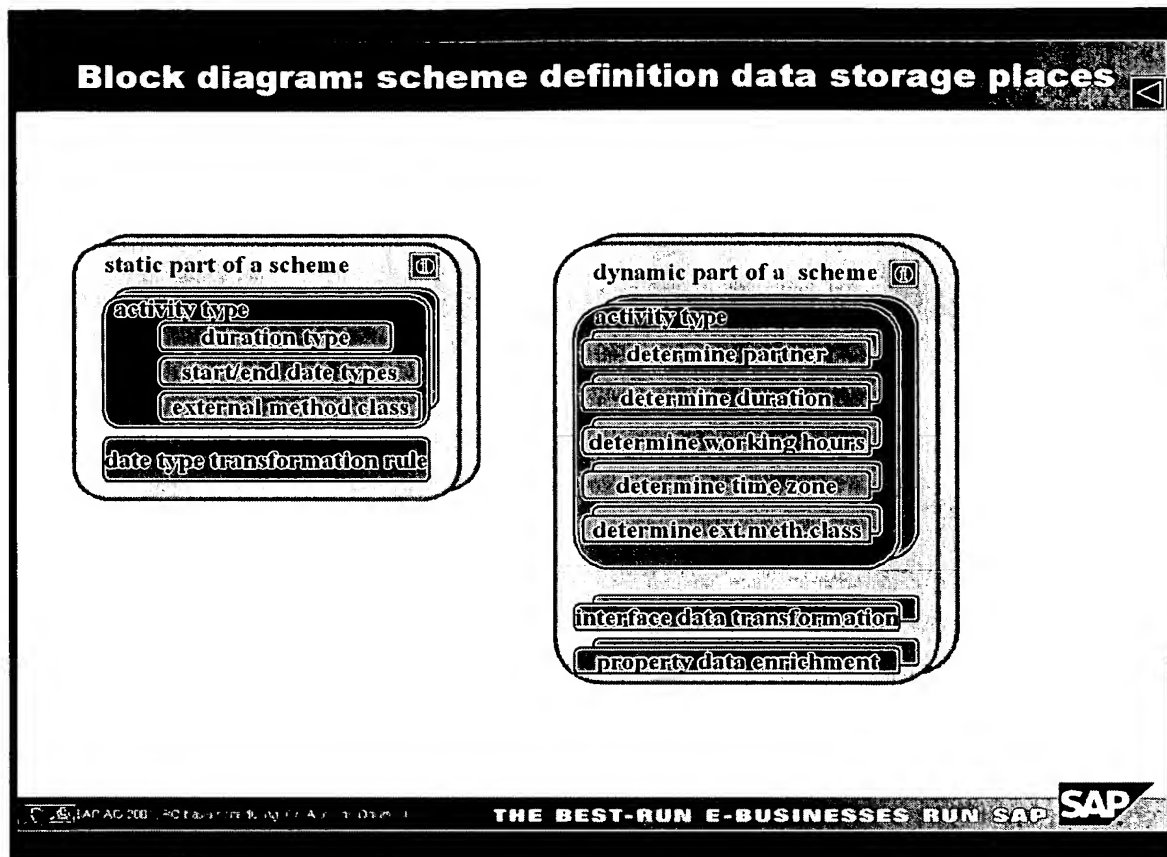 Block diagram: scheme definition data storage places
static part of a scheme
activity type
duration type
start/end date types
external method class
date type transformation rule
dynamic part of a scheme
activity type
determine partner
determine duration
determine working hours
determine time zone
determine ext.meth.class
interface data transformation
property data enrichment
THE BEST-RUN E-BUSINESSES RUN SAP
SAP